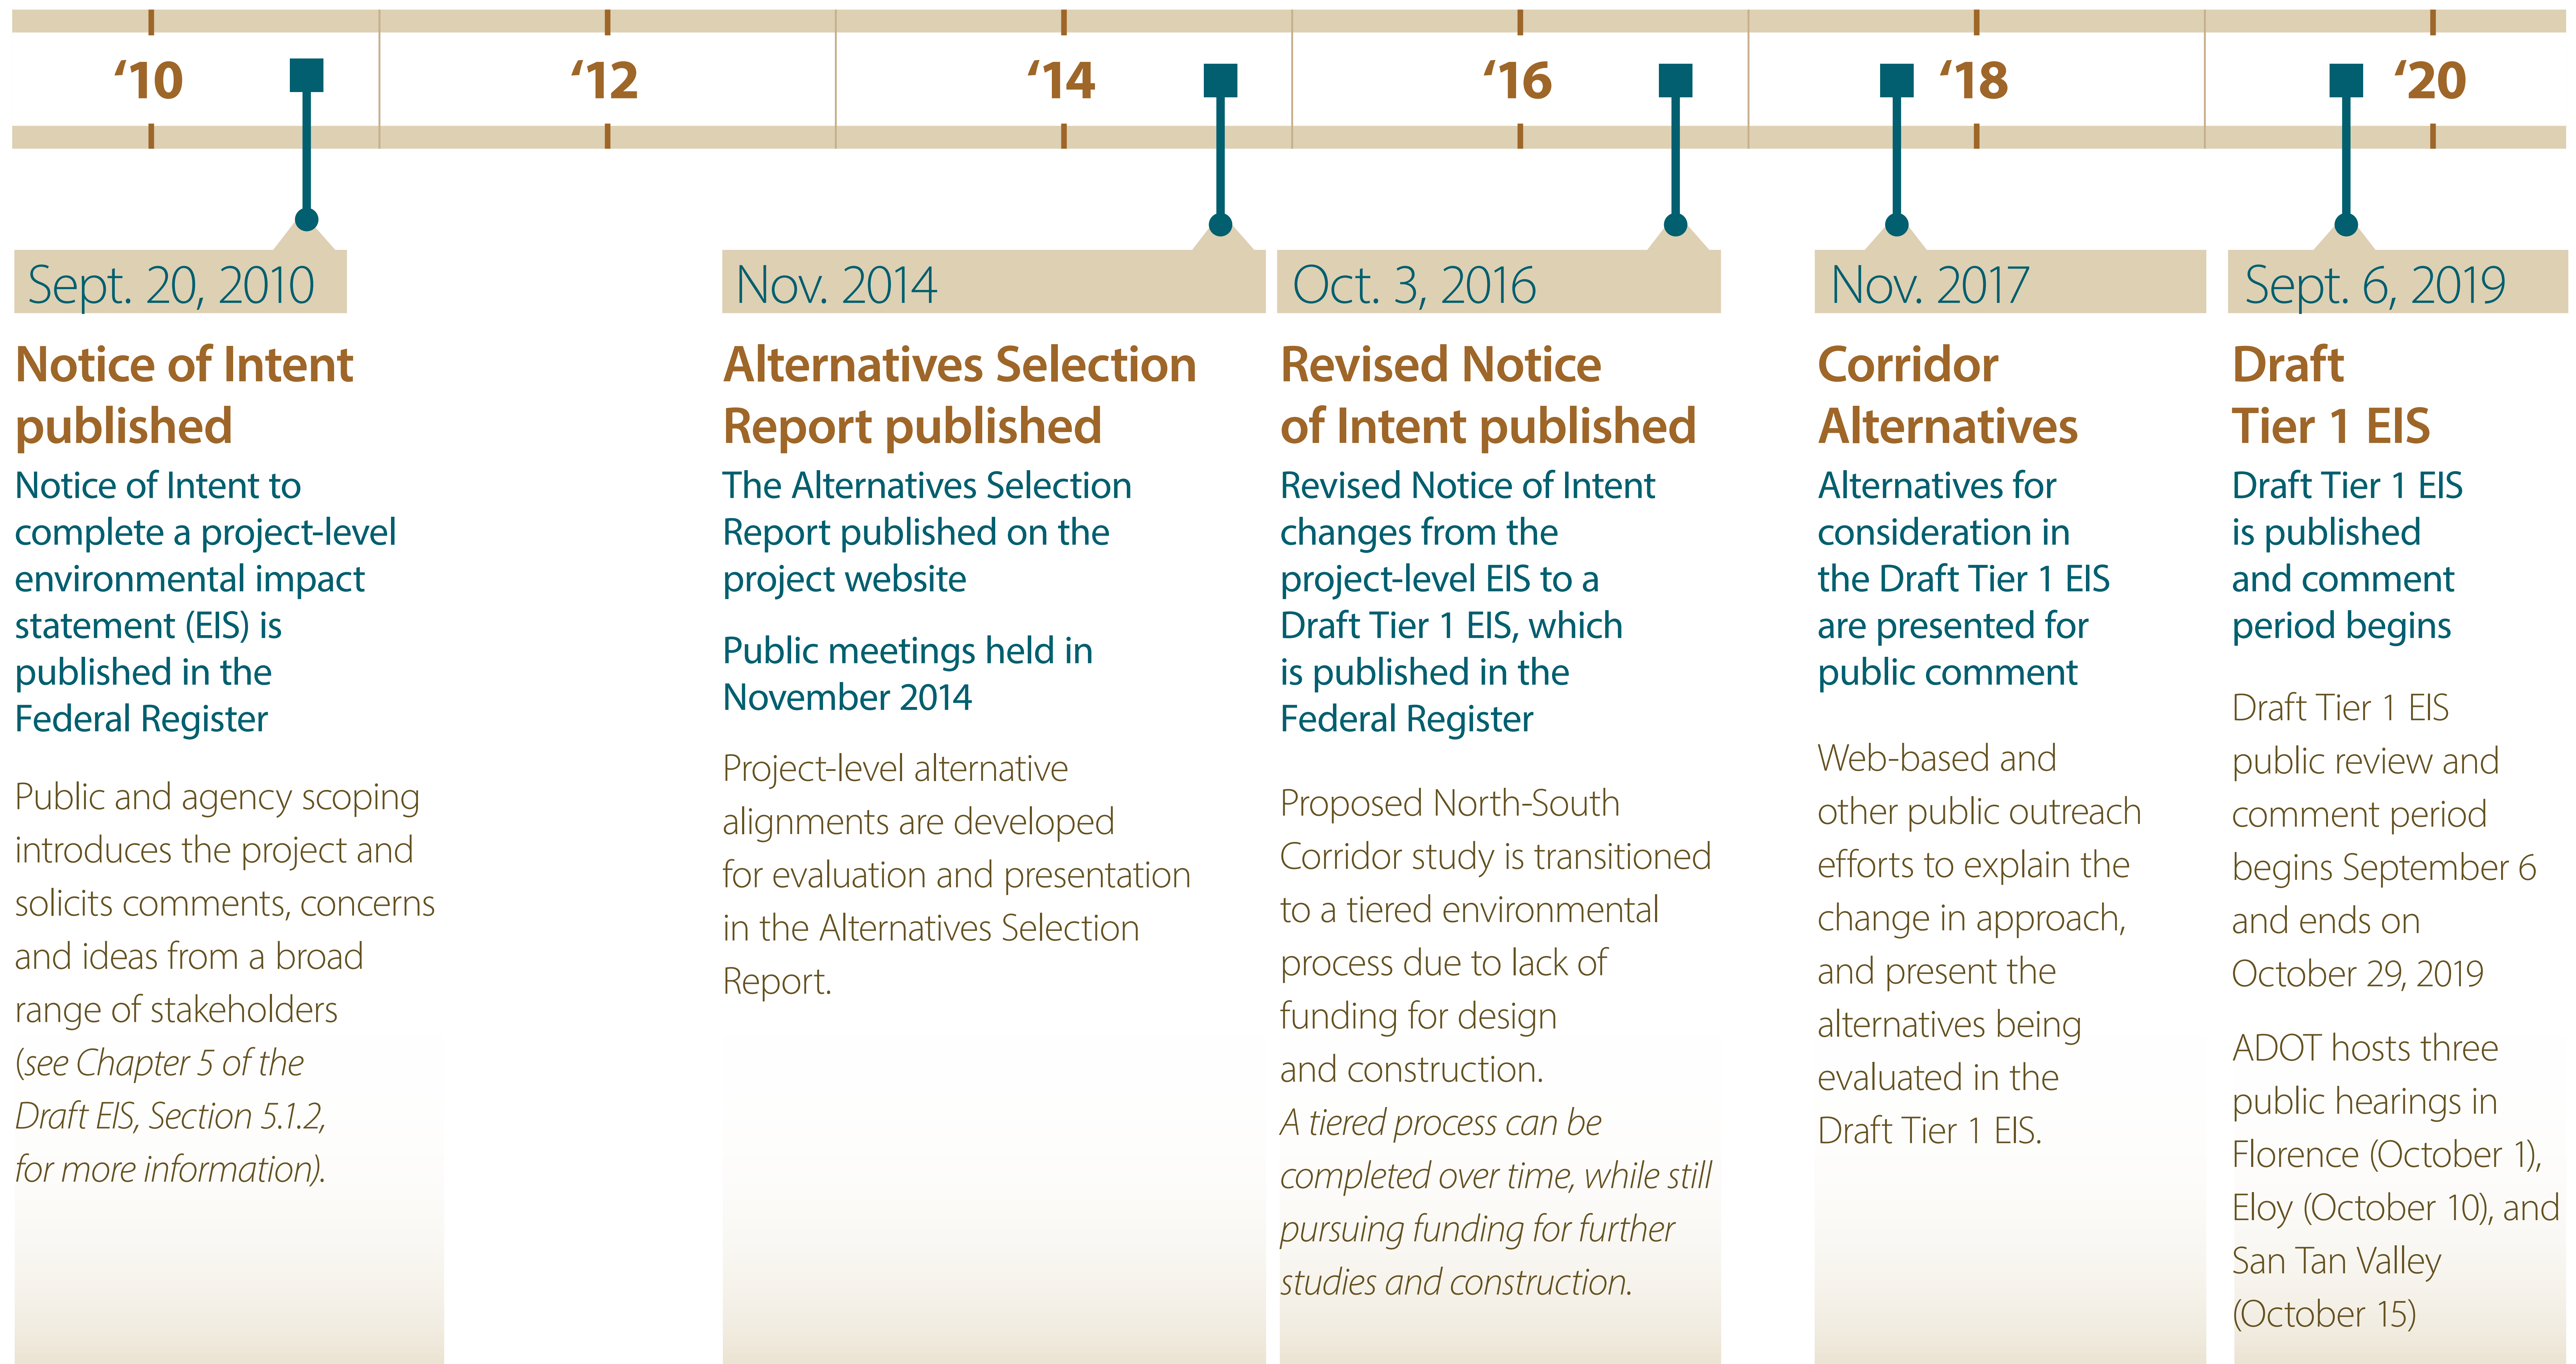 ‘10
‘12
‘14
‘16
‘18
‘20
Sept. 20, 2010
Notice of Intent
published
Notice of Intent to
complete a project-level
environmental impact
statement (EIS) is
published in the
Federal Register
Public and agency scoping
introduces the project and
solicits comments, concerns
and ideas from a broad
range of stakeholders
(see Chapter 5 of the
Draft EIS, Section 5.1.2,
for more information).
Nov. 2014
Alternatives Selection
Report published
The Alternatives Selection
Report published on the
project website
Public meetings held in
November 2014
Project-level alternative
alignments are developed
for evaluation and presentation
in the Alternatives Selection
Report.
Oct. 3, 2016
Revised Notice
of Intent published
Revised Notice of Intent
changes from the
project-level EIS to a
Draft Tier 1 EIS, which
is published in the
Federal Register
Proposed North-South
Corridor study is transitioned
to a tiered environmental
process due to lack of
funding for design
and construction.
A tiered process can be
completed over time, while still
pursuing funding for further
studies and construction.
Nov. 2017
Corridor
Alternatives
Alternatives for
consideration in
the Draft Tier 1 EIS
are presented for
public comment
Web-based and
other public outreach
efforts to explain the
change in approach,
and present the
alternatives being
evaluated in the
Draft Tier 1 EIS.
Sept. 6, 2019
Draft
Tier 1 EIS
Draft Tier 1 EIS
is published
and comment
period begins
Draft Tier 1 EIS
public review and
comment period
begins September 6
and ends on
October 29, 2019
ADOT hosts three
public hearings in
Florence (October 1),
Eloy (October 10), and
San Tan Valley
(October 15)